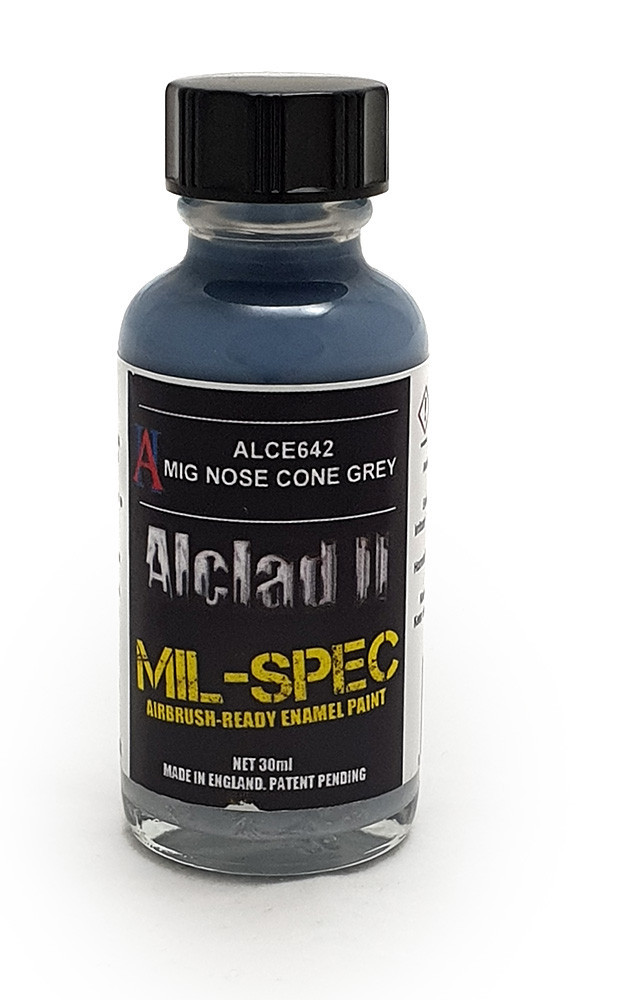 ALCE642
MIG NOSE CONE GREY
Alclad II
MIL-SPEC
AIRBRUSH-READY ENAMEL PAINT
NET 30ml
MADE IN ENGLAND. PATENT PENDING